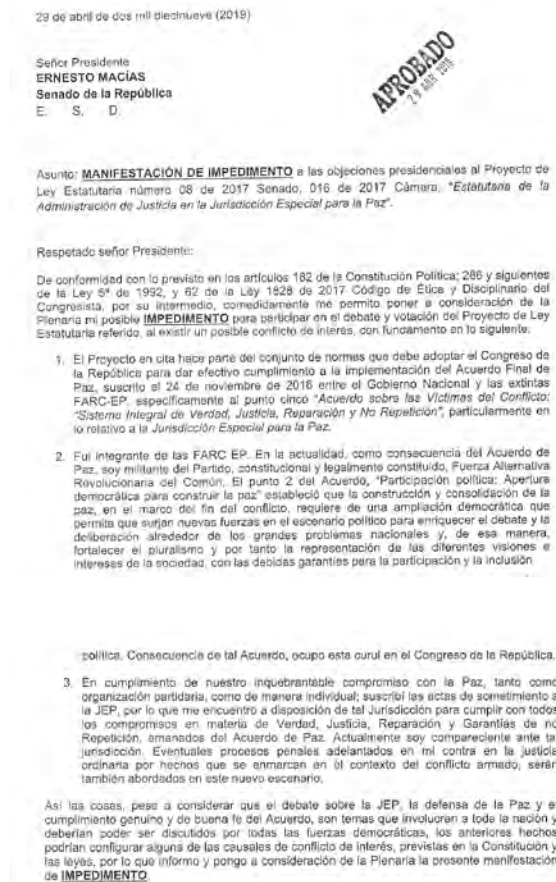 29 de abril de dos mil diecinueve (2019)
Señor Presidente
ERNESTO MACÍAS
Senado de la República
E. S. D.
APROBADO
29 ABR 2019
Asunto: MANIFESTACIÓN DE IMPEDIMENTO a las objeciones presidenciales al Proyecto de
Ley Estatutaria número 08 de 2017 Senado, 016 de 2017 Cámara, "Estatutaria de la
Administración de Justicia en la Jurisdicción Especial para la Paz".
Respetado señor Presidente:
De conformidad con lo previsto en los artículos 182 de la Constitución Política; 286 y siguientes
de la Ley 5ª de 1992, y 62 de la Ley 1828 de 2017 Código de Ética y Disciplinario del
Congresista, por su intermedio, comedidamente me permito poner a consideración de la
Plenaria mi posible IMPEDIMENTO para participar en el debate y votación del Proyecto de Ley
Estatutaria referido, al existir un posible conflicto de interés, con fundamento en lo siguiente:
1. El Proyecto en cita hace parte del conjunto de normas que debe adoptar el Congreso de
la República para dar efectivo cumplimiento a la implementación del Acuerdo Final de
Paz, suscrito el 24 de noviembre de 2016 entre el Gobierno Nacional y las extintas
FARC-EP, específicamente al punto cinco "Acuerdo sobre las Víctimas del Conflicto:
"Sistema Integral de Verdad, Justicia, Reparación y No Repetición", particularmente en
lo relativo a la Jurisdicción Especial para la Paz.
2. Fui integrante de las FARC EP. En la actualidad, como consecuencia del Acuerdo de
Paz, soy militante del Partido, constitucional y legalmente constituido, Fuerza Alternativa
Revolucionaria del Común. El punto 2 del Acuerdo, "Participación política: Apertura
democrática para construir la paz" estableció que la construcción y consolidación de la
paz, en el marco del fin del conflicto, requiere de una ampliación democrática que
permita que surjan nuevas fuerzas en el escenario político para enriquecer el debate y la
deliberación alrededor de los grandes problemas nacionales y, de esa manera,
fortalecer el pluralismo y por tanto la representación de las diferentes visiones e
intereses de la sociedad, con las debidas garantías para la participación y la inclusión
política. Consecuencia de tal Acuerdo, ocupo esta curul en el Congreso de la República.
3. En cumplimiento de nuestro inquebrantable compromiso con la Paz, tanto como
organización partidaria, como de manera individual; suscribí las actas de sometimiento a
la JEP, por lo que me encuentro a disposición de tal Jurisdicción para cumplir con todos
los compromisos en materia de Verdad, Justicia, Reparación y Garantías de no
Repetición, emanados del Acuerdo de Paz. Actualmente soy compareciente ante tal
jurisdicción. Eventuales procesos penales adelantados en mi contra en la justicia
ordinaria por hechos que se enmarcan en el contexto del conflicto armado, serán
también abordados en este nuevo escenario.
Así las cosas, pese a considerar que el debate sobre la JEP, la defensa de la Paz y el
cumplimiento genuino y de buena fe del Acuerdo, son temas que involucran a toda la nación y
deberían poder ser discutidos por todas las fuerzas democráticas, los anteriores hechos
podrían configurar alguna de las causales de conflicto de interés, previstas en la Constitución y
las leyes, por lo que informo y pongo a consideración de la Plenaria la presente manifestación
de IMPEDIMENTO.